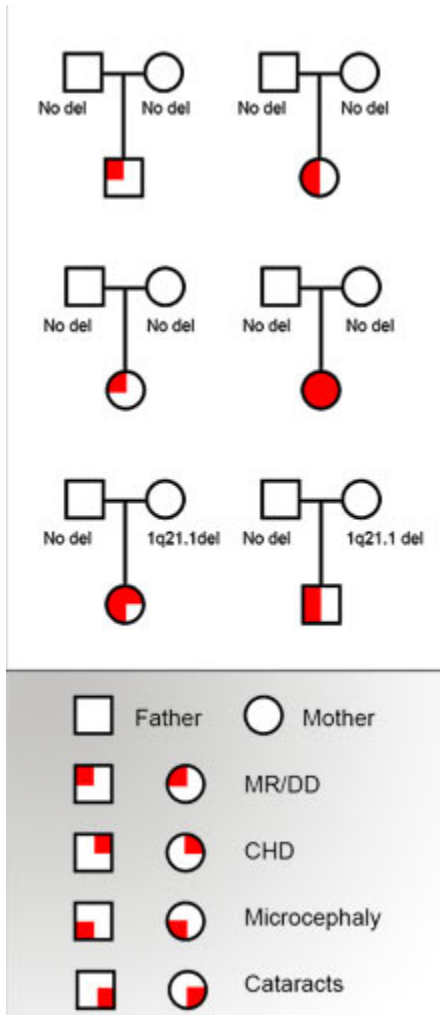 No del No del No del No del
No del No del No del No del
No del 1q21.1del No del 1q21.1 del
Father Mother
MR/DD
CHD
Microcephaly
Cataracts